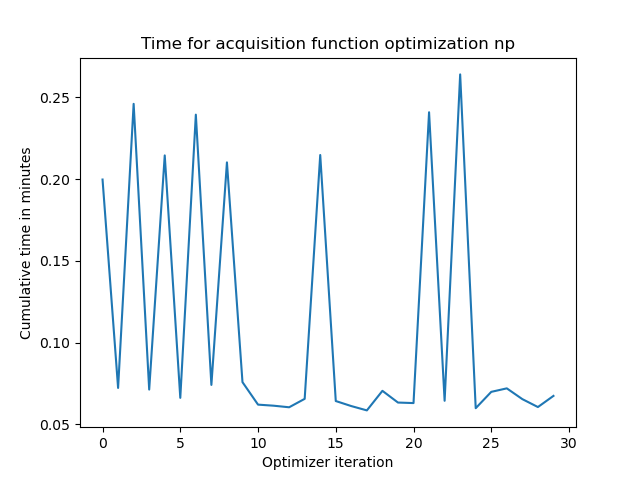 Time for acquisition function optimization np
Cumulative time in minutes
0.25
0.20
0.15
0.10
0.05
0 5 10 15 20 25 30
Optimizer iteration